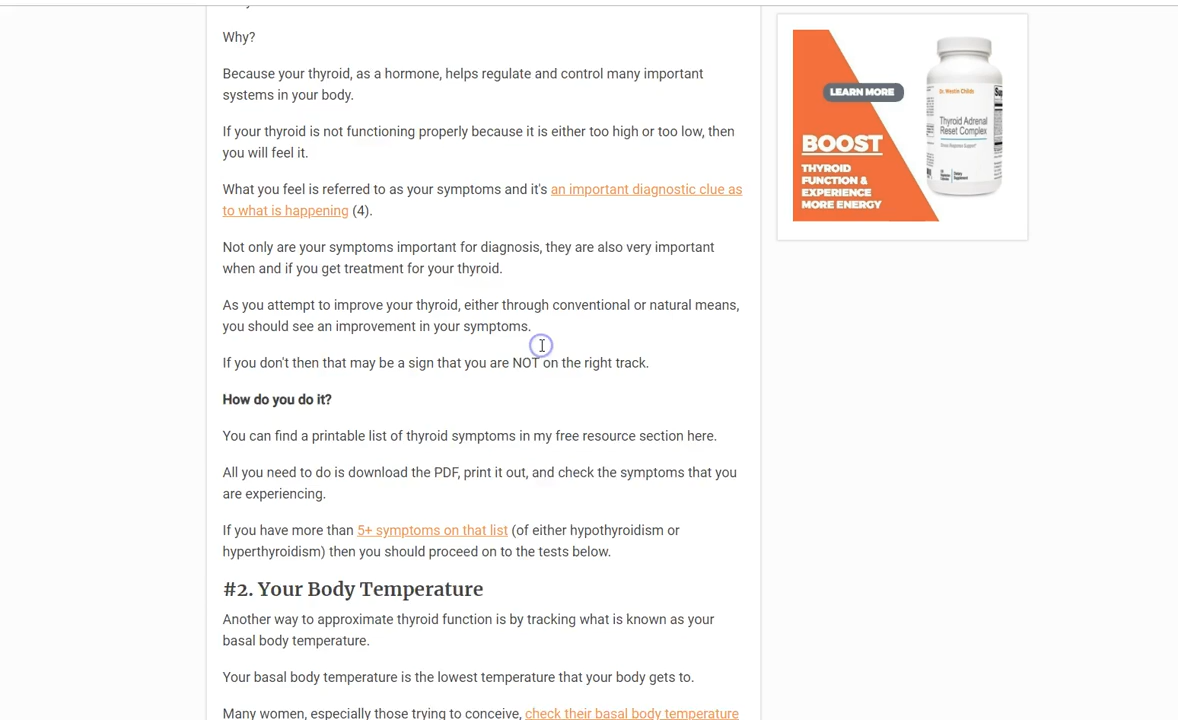 Why?
Because your thyroid, as a hormone, helps regulate and control many important
systems in your body.
If your thyroid is not functioning properly because it is either too high or too low, then
you will feel it.
What you feel is referred to as your symptoms and it's an important diagnostic clue as
to what is happening (4).
Not only are your symptoms important for diagnosis, they are also very important
when and if you get treatment for your thyroid.
As you attempt to improve your thyroid, either through conventional or natural means,
you should see an improvement in your symptoms.
If you don't then that may be a sign that you are NOT on the right track.
How do you do it?
You can find a printable list of thyroid symptoms in my free resource section here.
All you need to do is download the PDF, print it out, and check the symptoms that you
are experiencing.
If you have more than 5+ symptoms on that list (of either hypothyroidism or
hyperthyroidism) then you should proceed on to the tests below.
#2. Your Body Temperature
Another way to approximate thyroid function is by tracking what is known as your
basal body temperature.
Your basal body temperature is the lowest temperature that your body gets to.
Many women, especially those trying to conceive, check their basal body temperature
LEARN MORE
BOOST
THYROID
FUNCTION &
EXPERIENCE
MORE ENERGY
Dr. Westin Childs
Thyroid Adrenal
Reset Complex